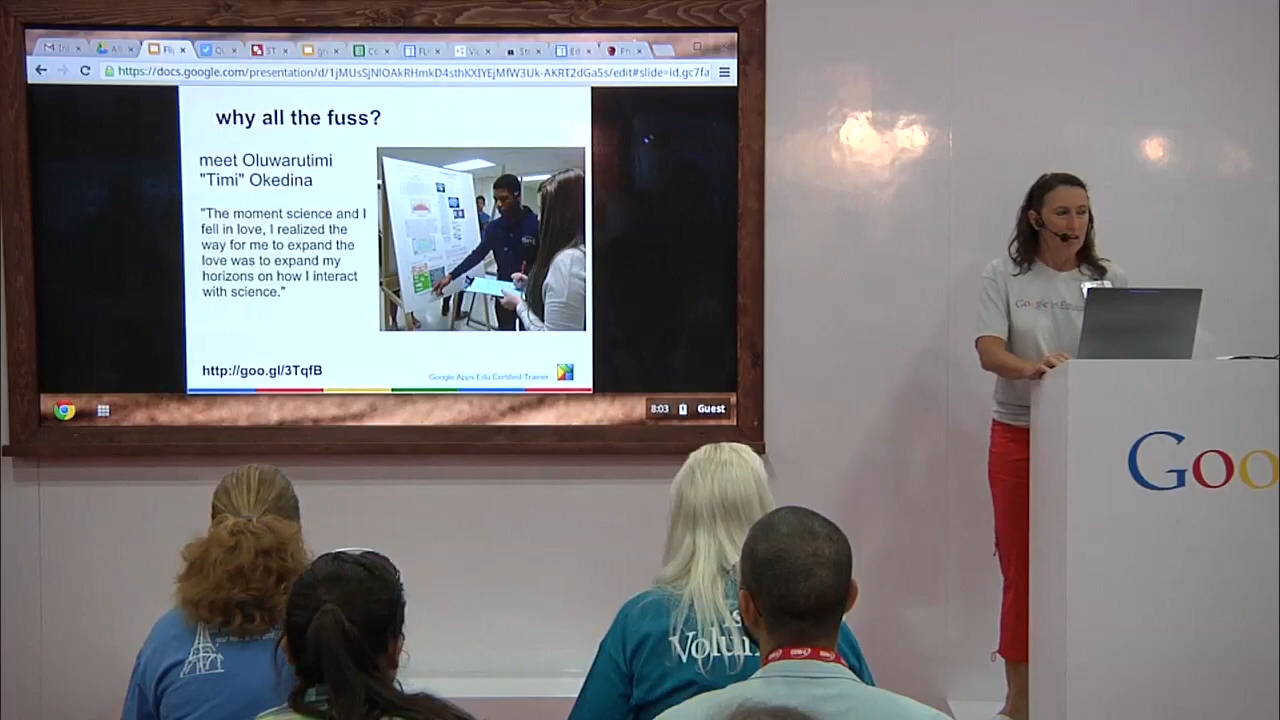 https://docs.google.com/presentation/d/1jMUsSjNlOAkRHmkD4sthKXIYEjMfW3Uk-AKRT2dGa5s/edit#slide=id.gc7fa
why all the fuss?
meet Oluwarutimi
"Timi" Okedina
"The moment science and I
fell in love, I realized the
way for me to expand the
love was to expand my
horizons on how I interact
with science."
http://goo.gl/3TqfB
Google Apps Edu Certified Trainer
8:03
Guest
Google in
Goo